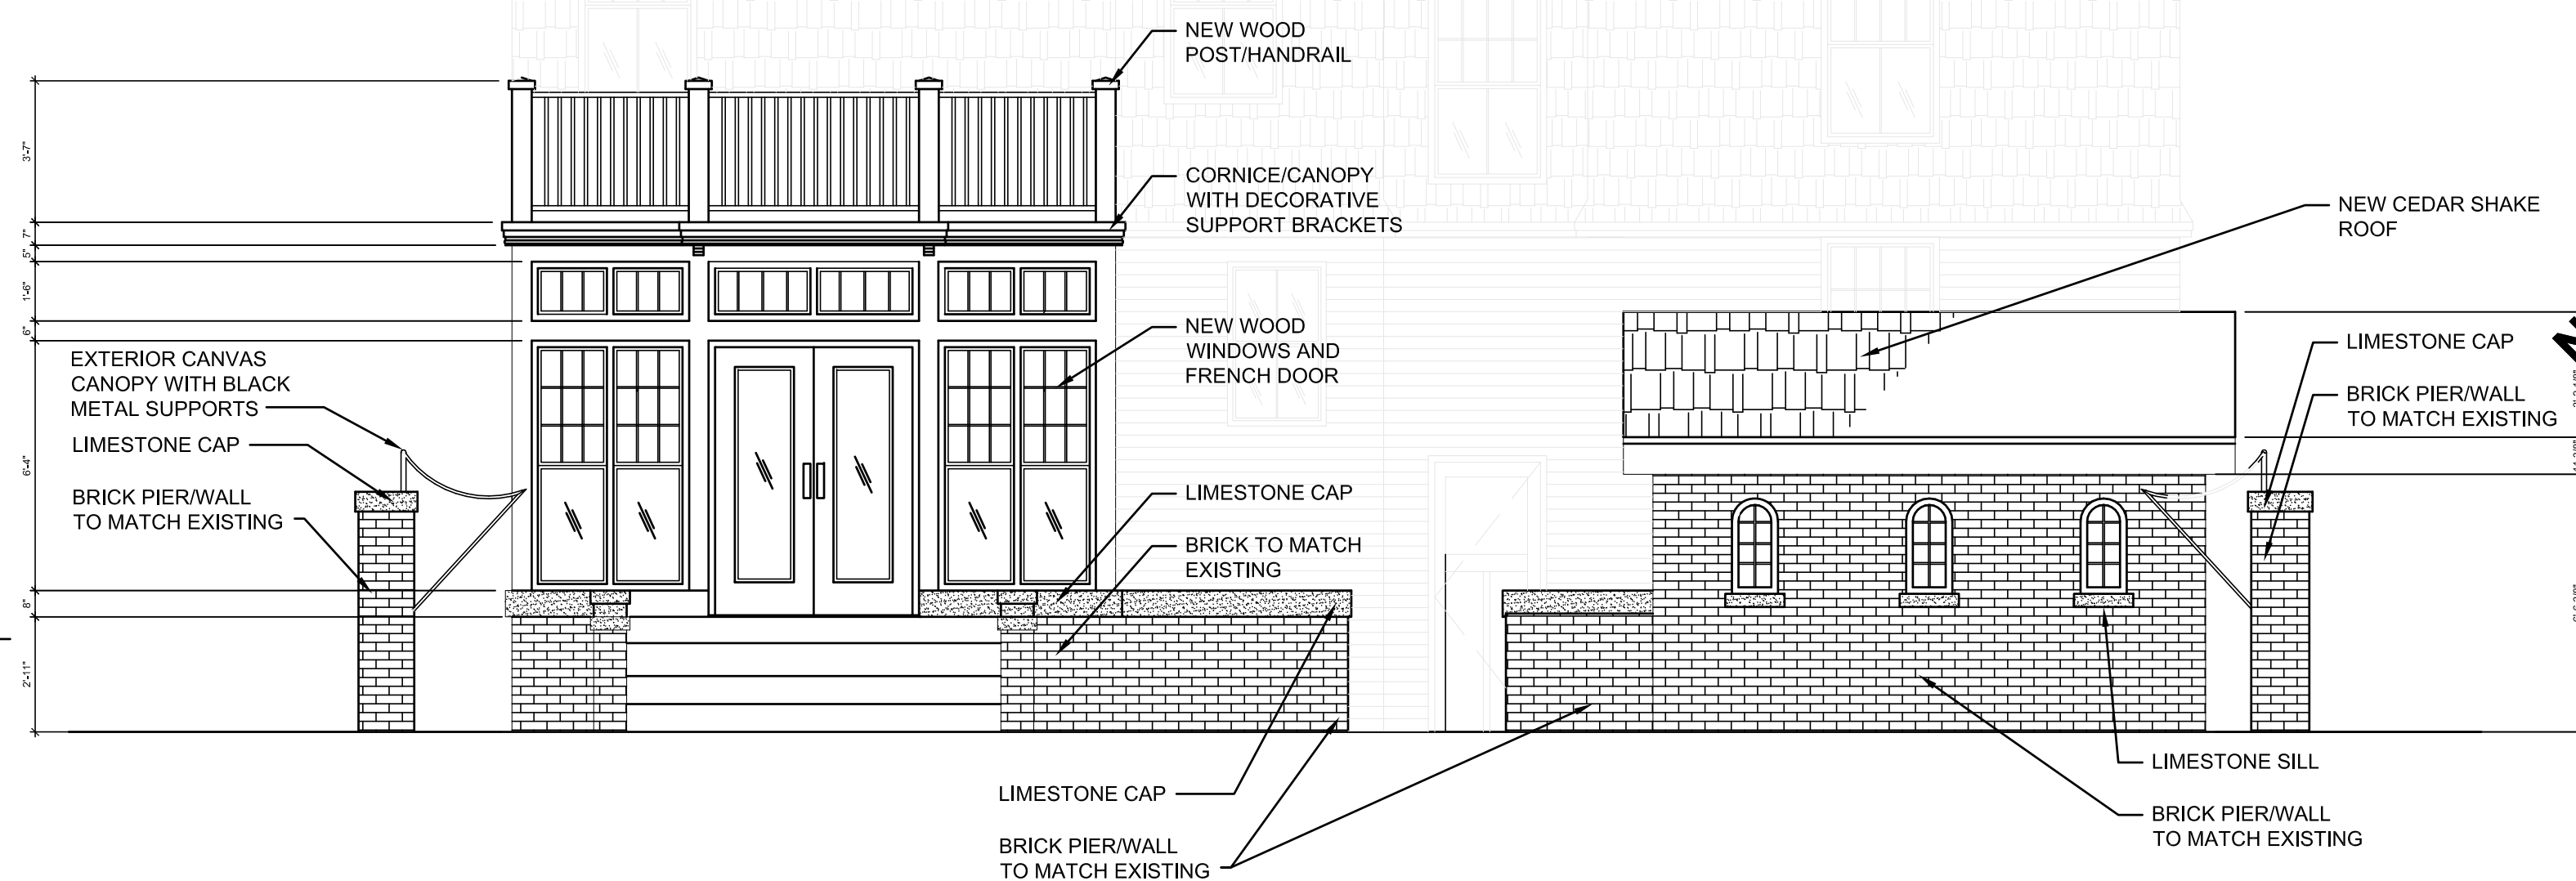 NEW WOOD
POST/HANDRAIL
3'-7"
CORNICE/CANOPY
WITH DECORATIVE
SUPPORT BRACKETS
NEW CEDAR SHAKE
ROOF
7"
5"
1'-6"
6"
NEW WOOD
WINDOWS AND
FRENCH DOOR
LIMESTONE CAP
BRICK PIER/WALL
TO MATCH EXISTING
EXTERIOR CANVAS
CANOPY WITH BLACK
METAL SUPPORTS
LIMESTONE CAP
BRICK PIER/WALL
TO MATCH EXISTING
6'-4"
LIMESTONE CAP
BRICK TO MATCH
EXISTING
8"
2'-11"
LIMESTONE CAP
BRICK PIER/WALL
TO MATCH EXISTING
LIMESTONE SILL
BRICK PIER/WALL
TO MATCH EXISTING